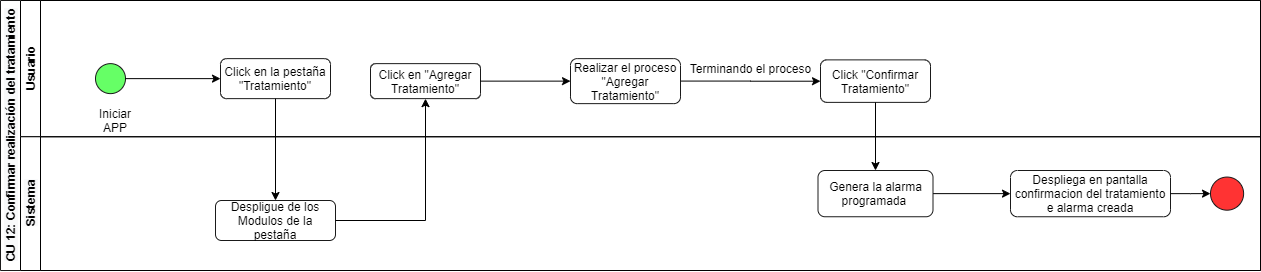 CU 12: Confirmar realización del tratamiento
Usuario
Iniciar
APP
Click en la pestaña
"Tratamiento"
Click en "Agregar
Tratamiento"
Realizar el proceso
"Agregar
Tratamiento"
Terminando el proceso
Click "Confirmar
Tratamiento"
Sistema
Despligue de los
Modulos de la
pestaña
Genera la alarma
programada
Despliega en pantalla
confirmacion del tratamiento
e alarma creada